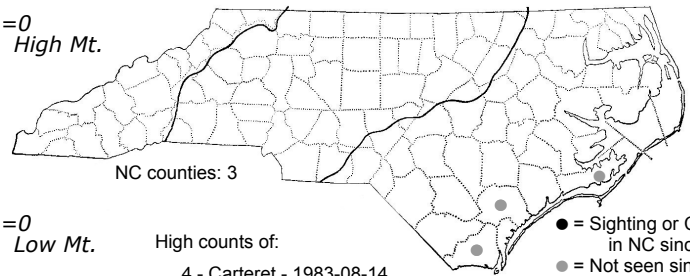 =0
High Mt.
NC counties: 3
=0
Low Mt.
High counts of:
4 - Carteret - 1983-08-14
● = Sighting or C
in NC sinc
● = Not seen sin